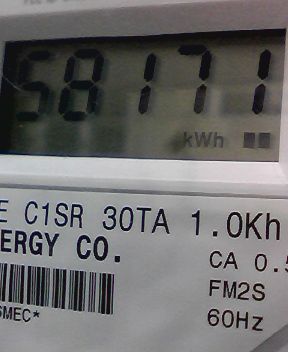 58171
kWh
E C1SR 30TA 1.0Kh
ERGY CO.
CA 0.5
FM2S
60Hz
SMEC*